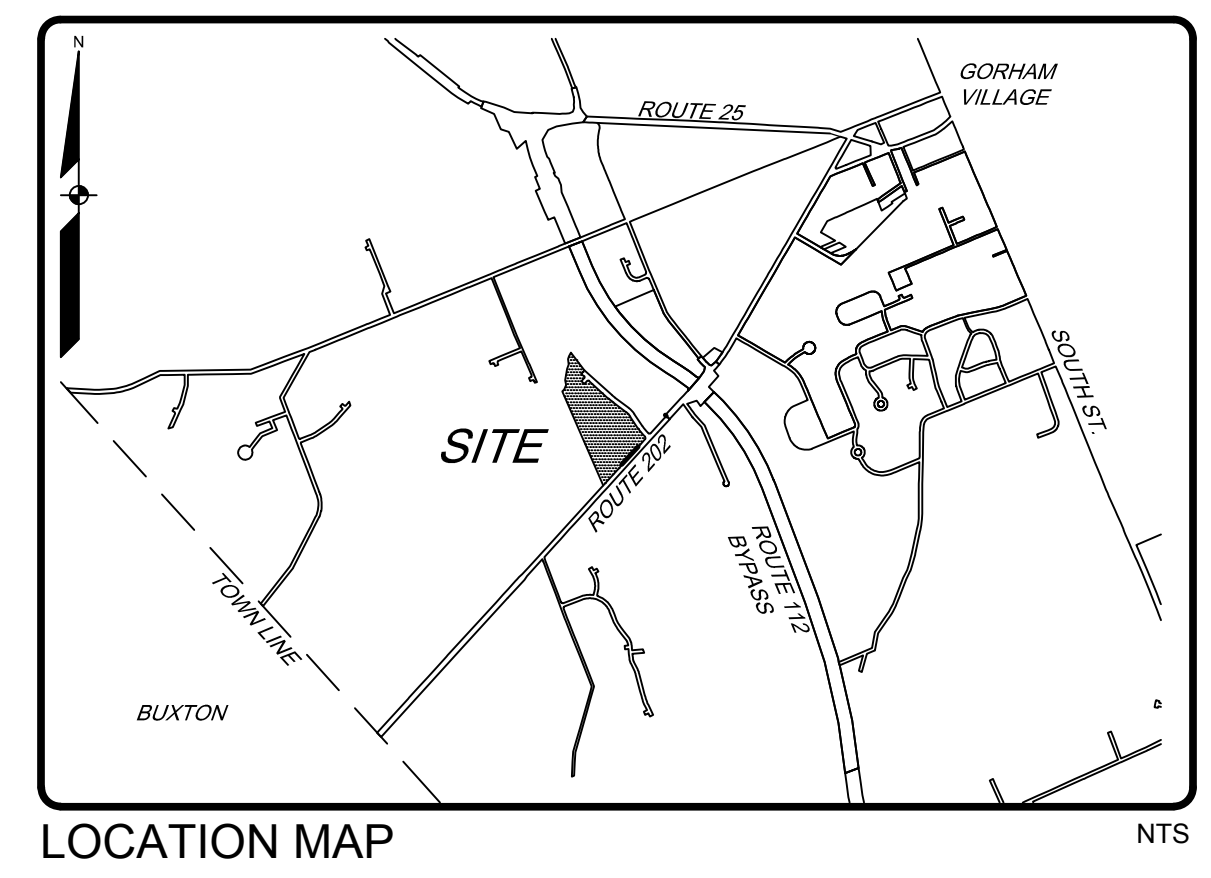 N
GORHAM
VILLAGE
ROUTE 25
SOUTH ST.
SITE
ROUTE 202
ROUTE 112
BYPASS
TOWN LINE
BUXTON
LOCATION MAP
NTS